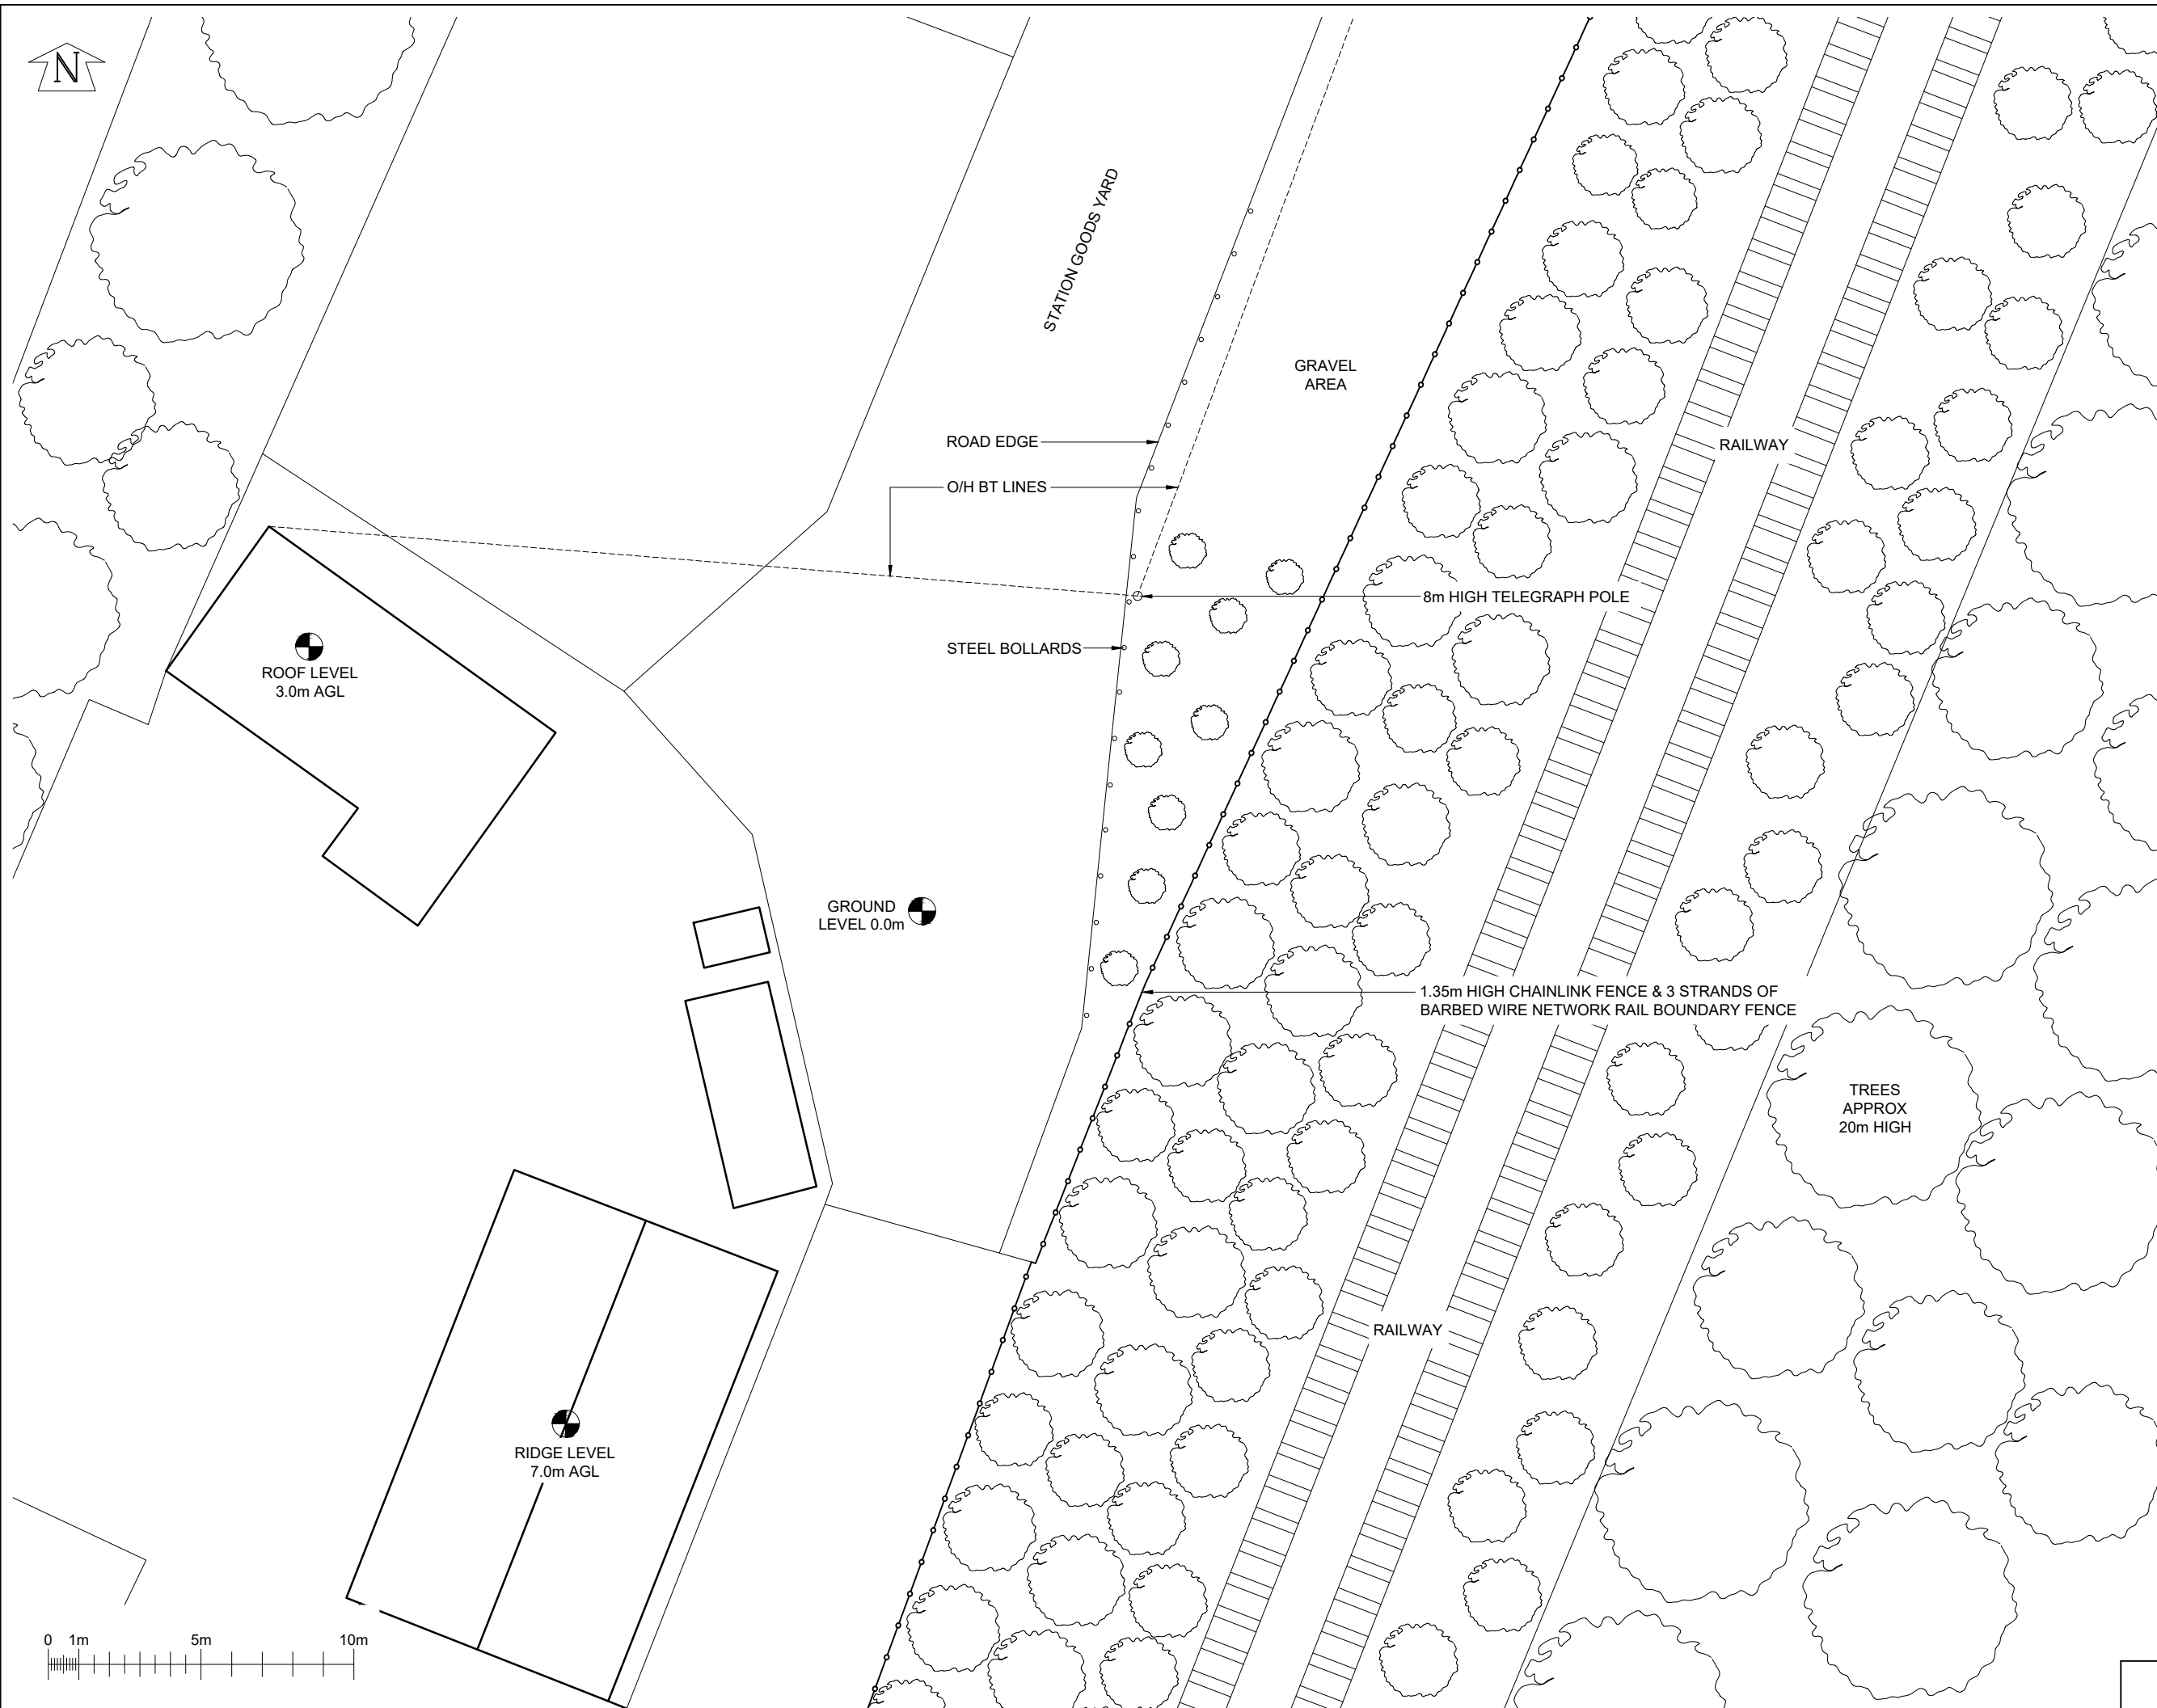 N
STATION GOODS YARD
GRAVEL
AREA
ROAD EDGE
RAILWAY
O/H BT LINES
8m HIGH TELEGRAPH POLE
STEEL BOLLARDS
ROOF LEVEL
3.0m AGL
GROUND
LEVEL 0.0m
1.35m HIGH CHAINLINK FENCE & 3 STRANDS OF
BARBED WIRE NETWORK RAIL BOUNDARY FENCE
TREES
APPROX
20m HIGH
RAILWAY
RIDGE LEVEL
7.0m AGL
0 1m 5m 10m